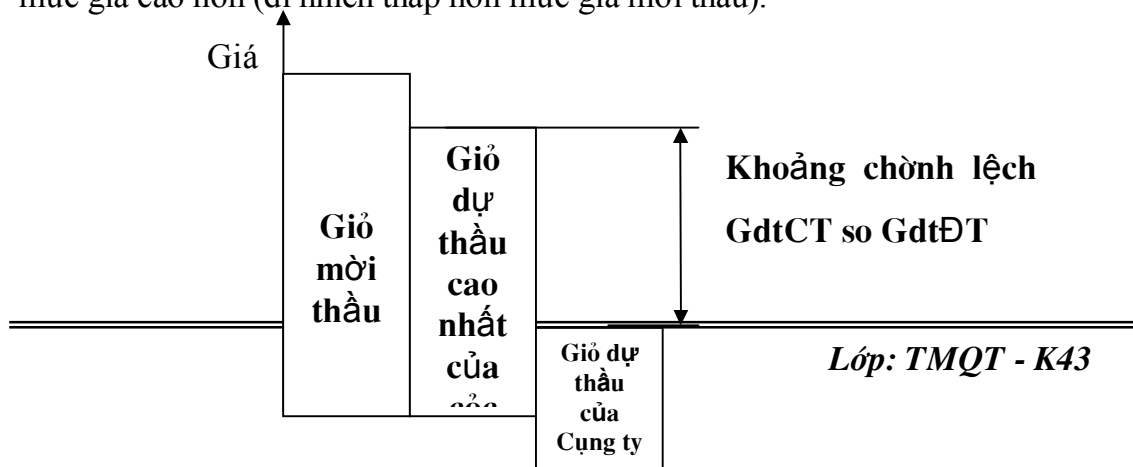 mức giá cao hơn (dĩ nhiên thấp hơn mức giá mời thầu).
Giá
Giỏ
mời
thầu
Giỏ
dự
thầu
cao
nhất
của
cỏc
Khoảng chờnh lệch
GdtCT so GdtĐT
Giỏ dự
thầu
của
Cụng ty
Lớp: TMQT - K43